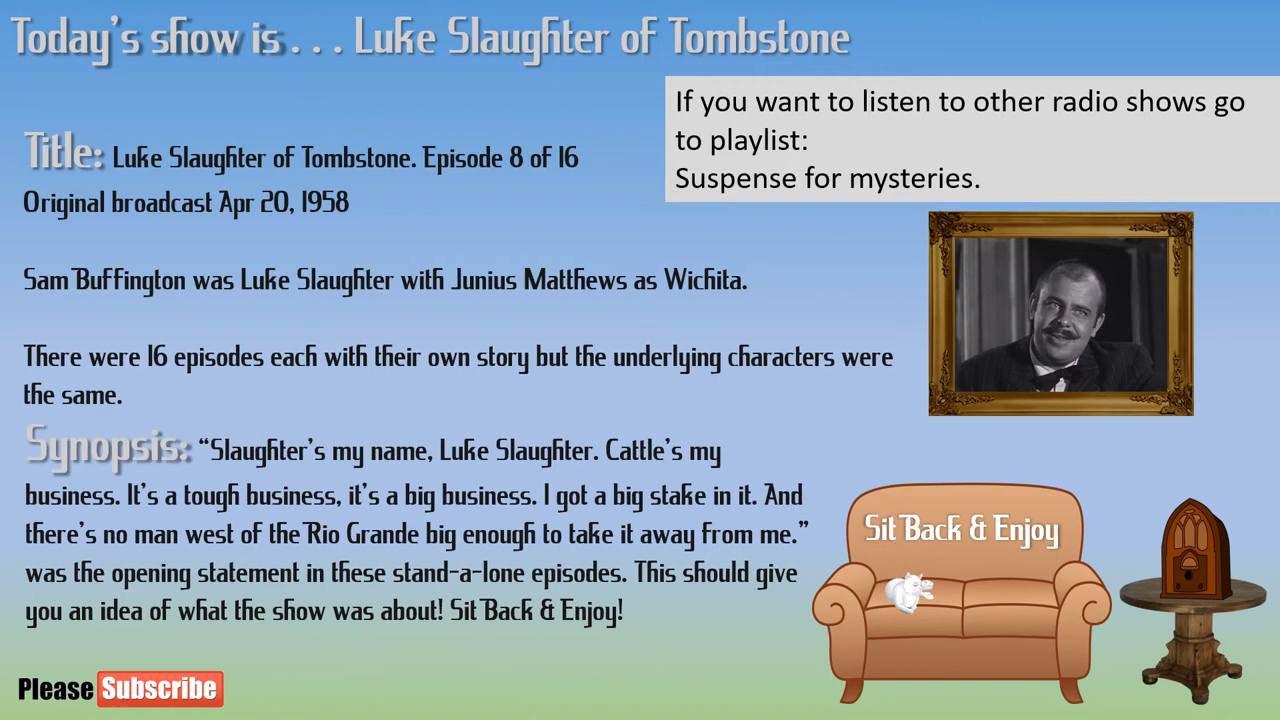 Today's show is . . . Luke Slaughter of Tombstone
If you want to listen to other radio shows go
to playlist:
Suspense for mysteries.
Title: Luke Slaughter of Tombstone. Episode 8 of 16
Original broadcast Apr 20, 1958
Sam Buffington was Luke Slaughter with Junius Matthews as Wichita.
There were 16 episodes each with their own story but the underlying characters were
the same.
Synopsis: “Slaughter's my name, Luke Slaughter. Cattle's my
business. It's a tough business, it's a big business. I got a big stake in it. And
there's no man west of the Rio Grande big enough to take it away from me.”
was the opening statement in these stand-a-lone episodes. This should give
you an idea of what the show was about! Sit Back & Enjoy!
Sit Back & Enjoy
Please Subscribe